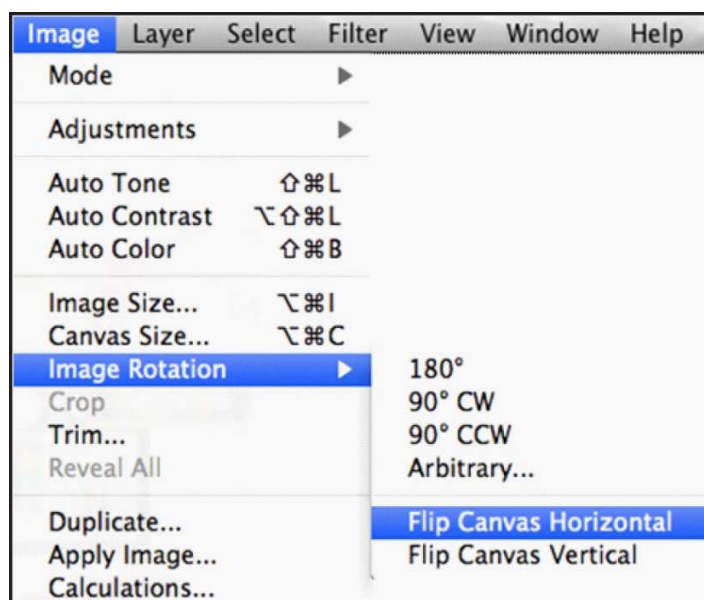 Image Layer Select Filter View Window Help
Mode ▶
Adjustments ▶
Auto Tone ⇧⌘L
Auto Contrast ⌥⇧⌘L
Auto Color ⇧⌘B
Image Size... ⌥⌘I
Canvas Size... ⌥⌘C
Image Rotation ▶
Crop
Trim...
Reveal All
Duplicate...
Apply Image...
Calculations...
180°
90° CW
90° CCW
Arbitrary...
Flip Canvas Horizontal
Flip Canvas Vertical